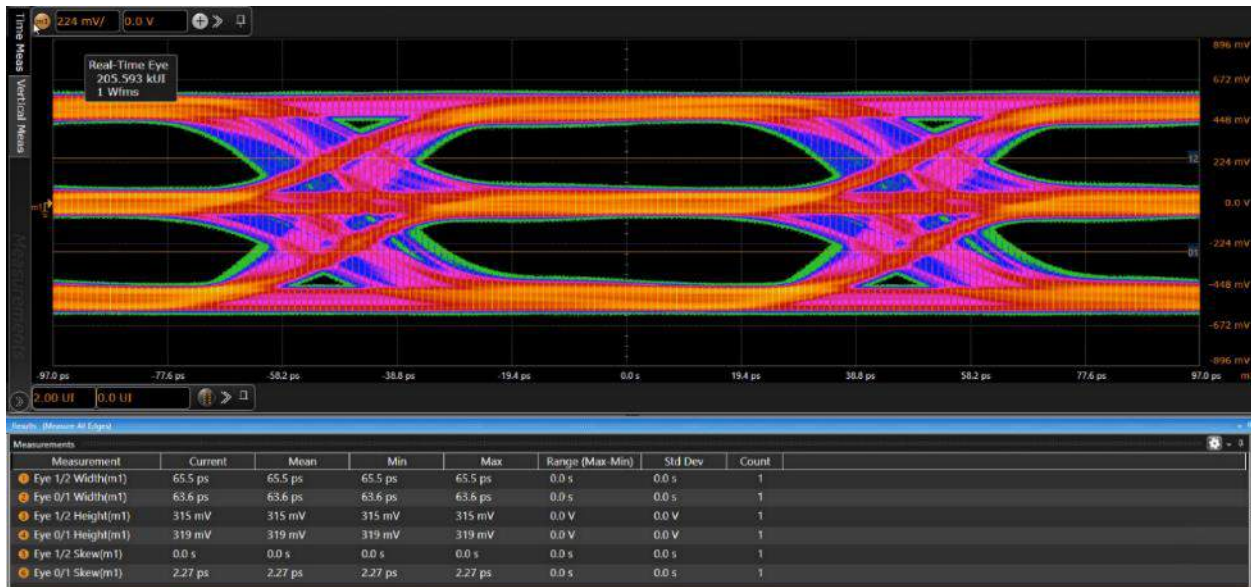 Time Meas
Vertical Meas
Measurements
m1 224 mV/ 0.0 V
Real-Time Eye
205.593 kUI
1 Wfms
896 mV
672 mV
448 mV
12 224 mV
0.0 V
-224 mV
01
-448 mV
-672 mV
-896 mV
-97.0 ps -77.6 ps -58.2 ps -38.8 ps -19.4 ps 0.0 s 19.4 ps 38.8 ps 58.2 ps 77.6 ps 97.0 ps
2.00 UI 0.0 UI
Results (Measure All Edges)
Measurements
Measurement Current Mean Min Max Range (Max-Min) Std Dev Count
1 Eye 1/2 Width(m1) 65.5 ps 65.5 ps 65.5 ps 65.5 ps 0.0 s 0.0 s 1
2 Eye 0/1 Width(m1) 63.6 ps 63.6 ps 63.6 ps 63.6 ps 0.0 s 0.0 s 1
3 Eye 1/2 Height(m1) 315 mV 315 mV 315 mV 315 mV 0.0 V 0.0 V 1
4 Eye 0/1 Height(m1) 319 mV 319 mV 319 mV 319 mV 0.0 V 0.0 V 1
5 Eye 1/2 Skew(m1) 0.0 s 0.0 s 0.0 s 0.0 s 0.0 s 0.0 s 1
6 Eye 0/1 Skew(m1) 2.27 ps 2.27 ps 2.27 ps 2.27 ps 0.0 s 0.0 s 1